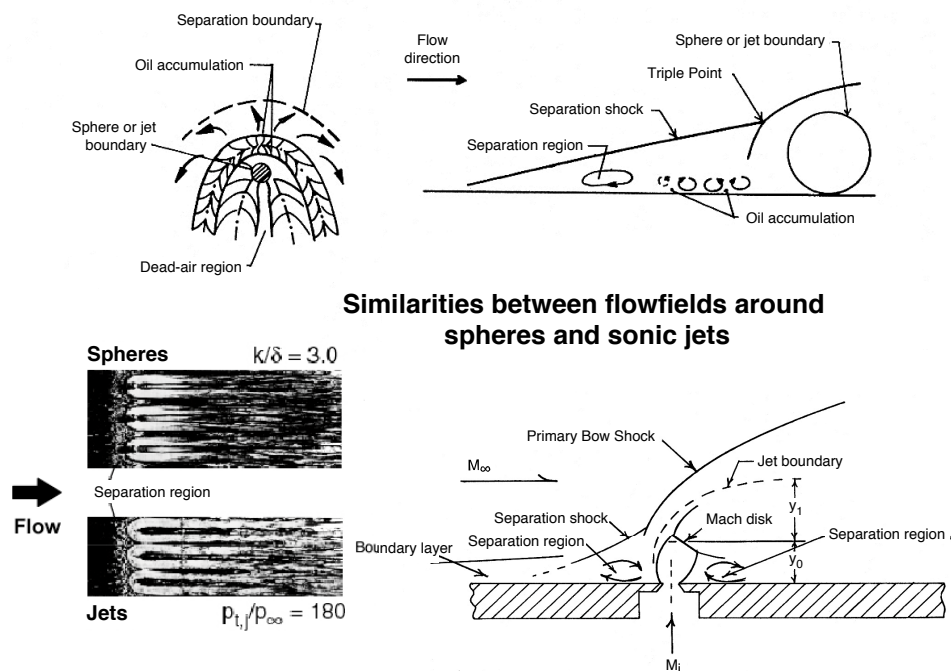 Separation boundary
Oil accumulation
Sphere or jet
boundary
Dead-air region
Flow
direction
Sphere or jet boundary
Triple Point
Separation shock
Separation region
Oil accumulation
Similarities between flowfields around
spheres and sonic jets
Spheres
k/δ = 3.0
Separation region
Flow
Jets
p_{t,j}/p_∞ = 180
Primary Bow Shock
M_∞
Jet boundary
y_1
Separation shock
Mach disk
Boundary layer
Separation region
Separation region
y_0
M_j